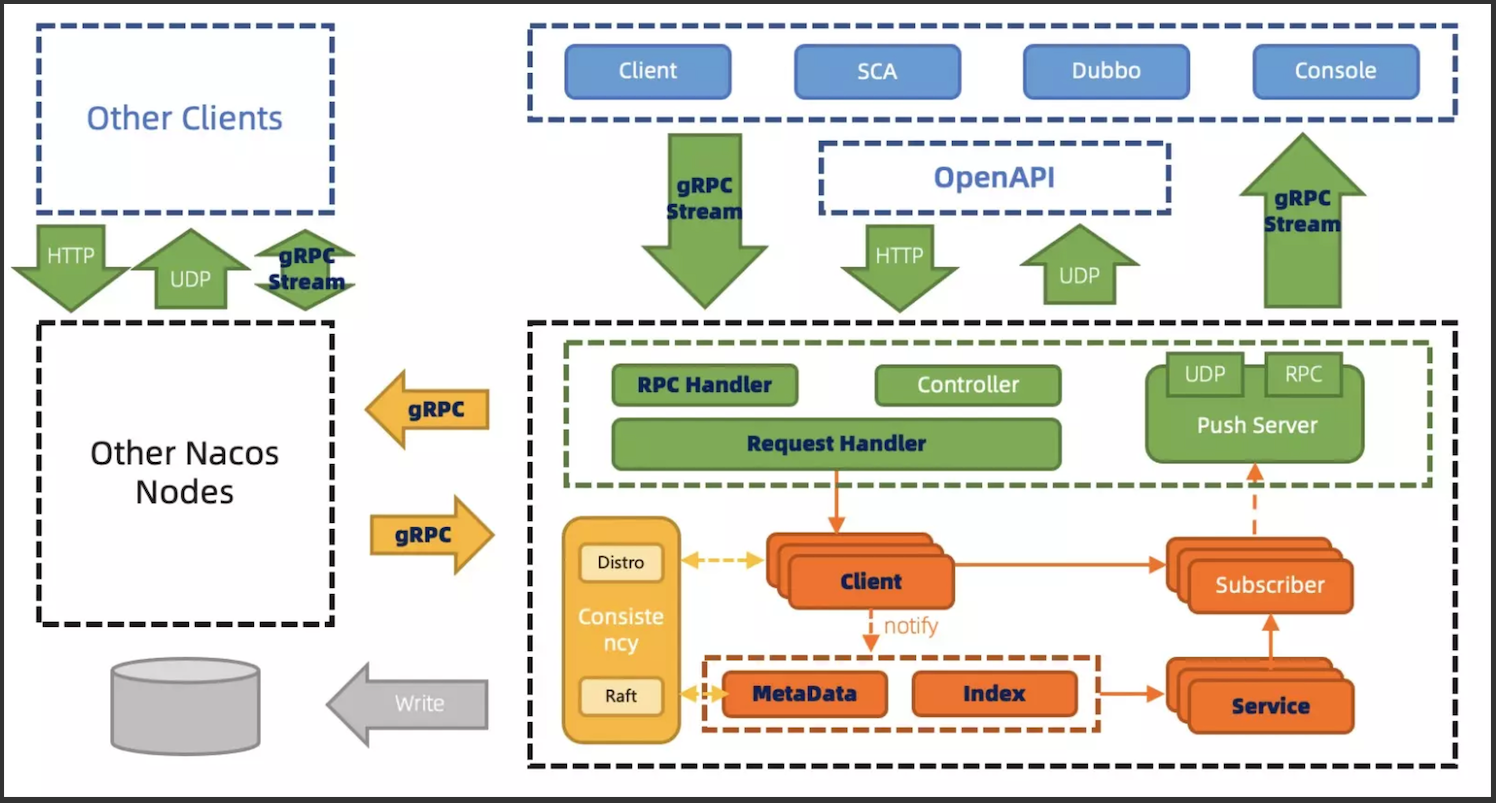 Other Clients
Client
SCA
Dubbo
Console
OpenAPI
gRPC
Stream
HTTP
UDP
gRPC
Stream
HTTP
UDP
gRPC
Stream
Other Nacos
Nodes
gRPC
gRPC
RPC Handler
Controller
Request Handler
UDP
RPC
Push Server
Distro
Consiste
ncy
Raft
Client
notify
Subscriber
MetaData
Index
Service
Write